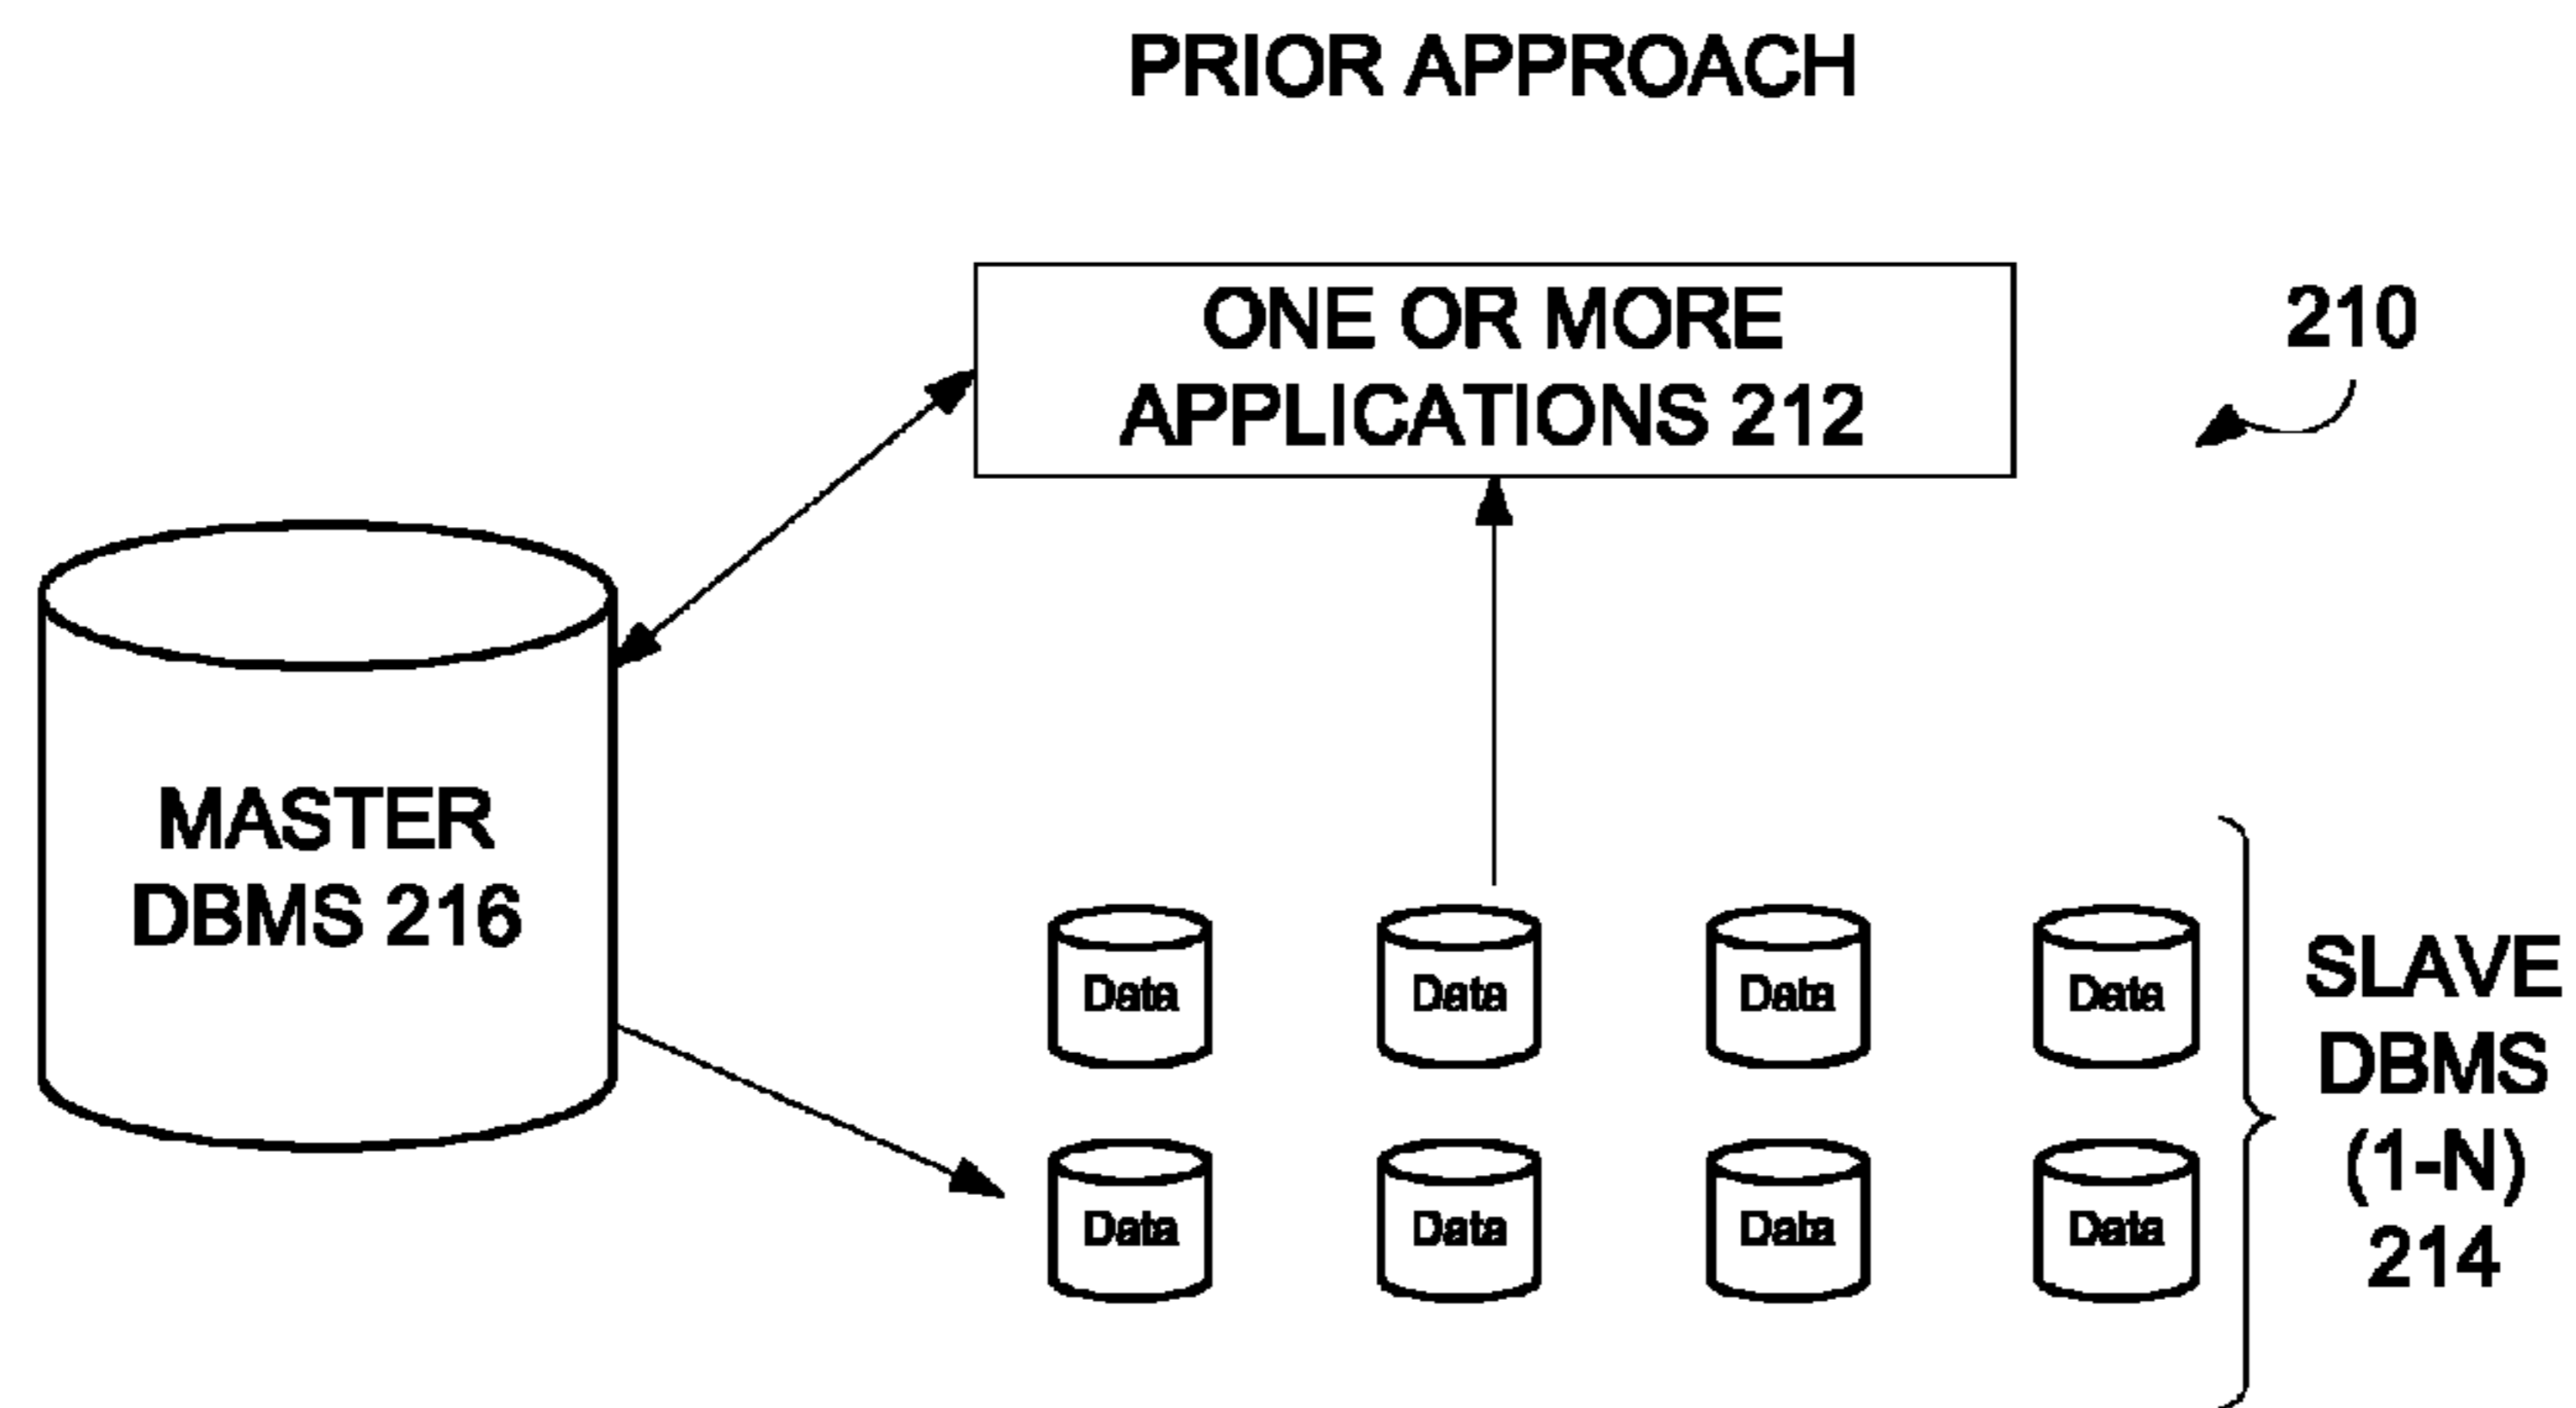 PRIOR APPROACH
ONE OR MORE
APPLICATIONS 212
210
MASTER
DBMS 216
Data
Data
Data
Data
Data
Data
Data
Data
SLAVE
DBMS
(1-N)
214